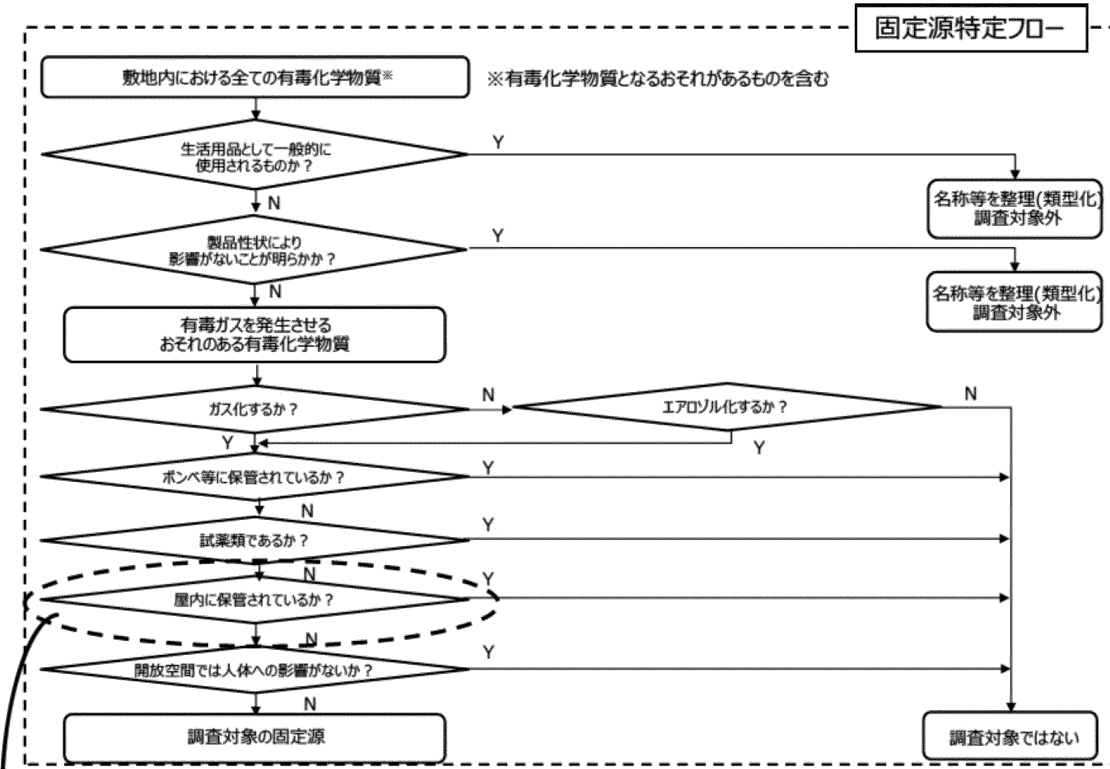 固定源特定フロー
敷地内における全ての有毒化学物質※
※有毒化学物質となるおそれがあるものを含む
生活用品として一般的に
使用されるものか？
Y
N
名称等を整理(類型化)
調査対象外
製品性状により
影響がないことが明らかか？
Y
N
名称等を整理(類型化)
調査対象外
有毒ガスを発生させる
おそれのある有毒化学物質
ガス化するか？
N
エアロゾル化するか？
N
Y
Y
ボンベ等に保管されているか？
Y
N
試薬類であるか？
Y
N
屋内に保管されているか？
Y
N
開放空間では人体への影響がないか？
Y
N
調査対象の固定源
調査対象ではない